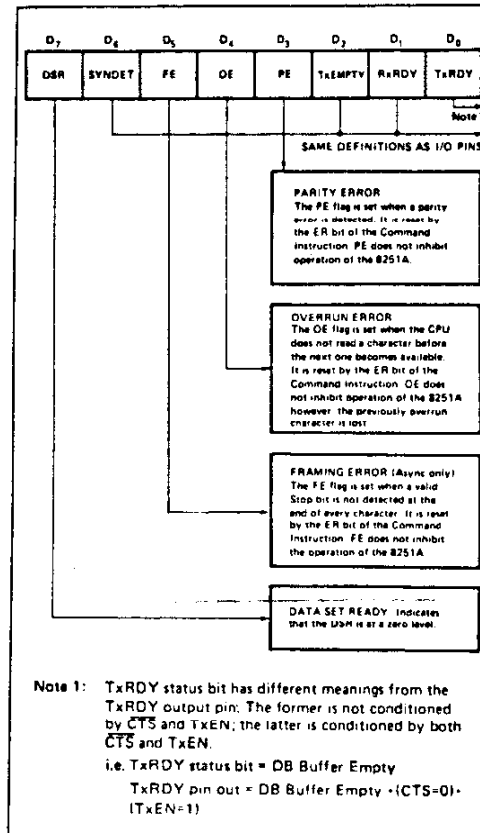 D7 D6 D5 D4 D3 D2 D1 D0
DSR SYNDET FE OE PE TxEMPTY RxRDY TxRDY
Note 1
SAME DEFINITIONS AS I/O PINS
PARITY ERROR
The PE flag is set when a parity
error is detected. It is reset by
the ER bit of the Command
Instruction. PE does not inhibit
operation of the 8251A.
OVERRUN ERROR
The OE flag is set when the CPU
does not read a character before
the next one becomes available.
It is reset by the ER bit of the
Command Instruction. OE does
not inhibit operation of the 8251A
however, the previously overrun
character is lost
FRAMING ERROR (Async only)
The FE flag is set when a valid
Stop bit is not detected at the
end of every character. It is reset
by the ER bit of the Command
Instruction. FE does not inhibit
the operation of the 8251A
DATA SET READY Indicates
that the DSR is at a zero level.
Note 1: TxRDY status bit has different meanings from the
TxRDY output pin. The former is not conditioned
by C̅T̅S̅ and TxEN; the latter is conditioned by both
C̅T̅S̅ and TxEN.
i.e. TxRDY status bit = DB Buffer Empty
TxRDY pin out = DB Buffer Empty •(CTS=0)•
(TxEN=1)